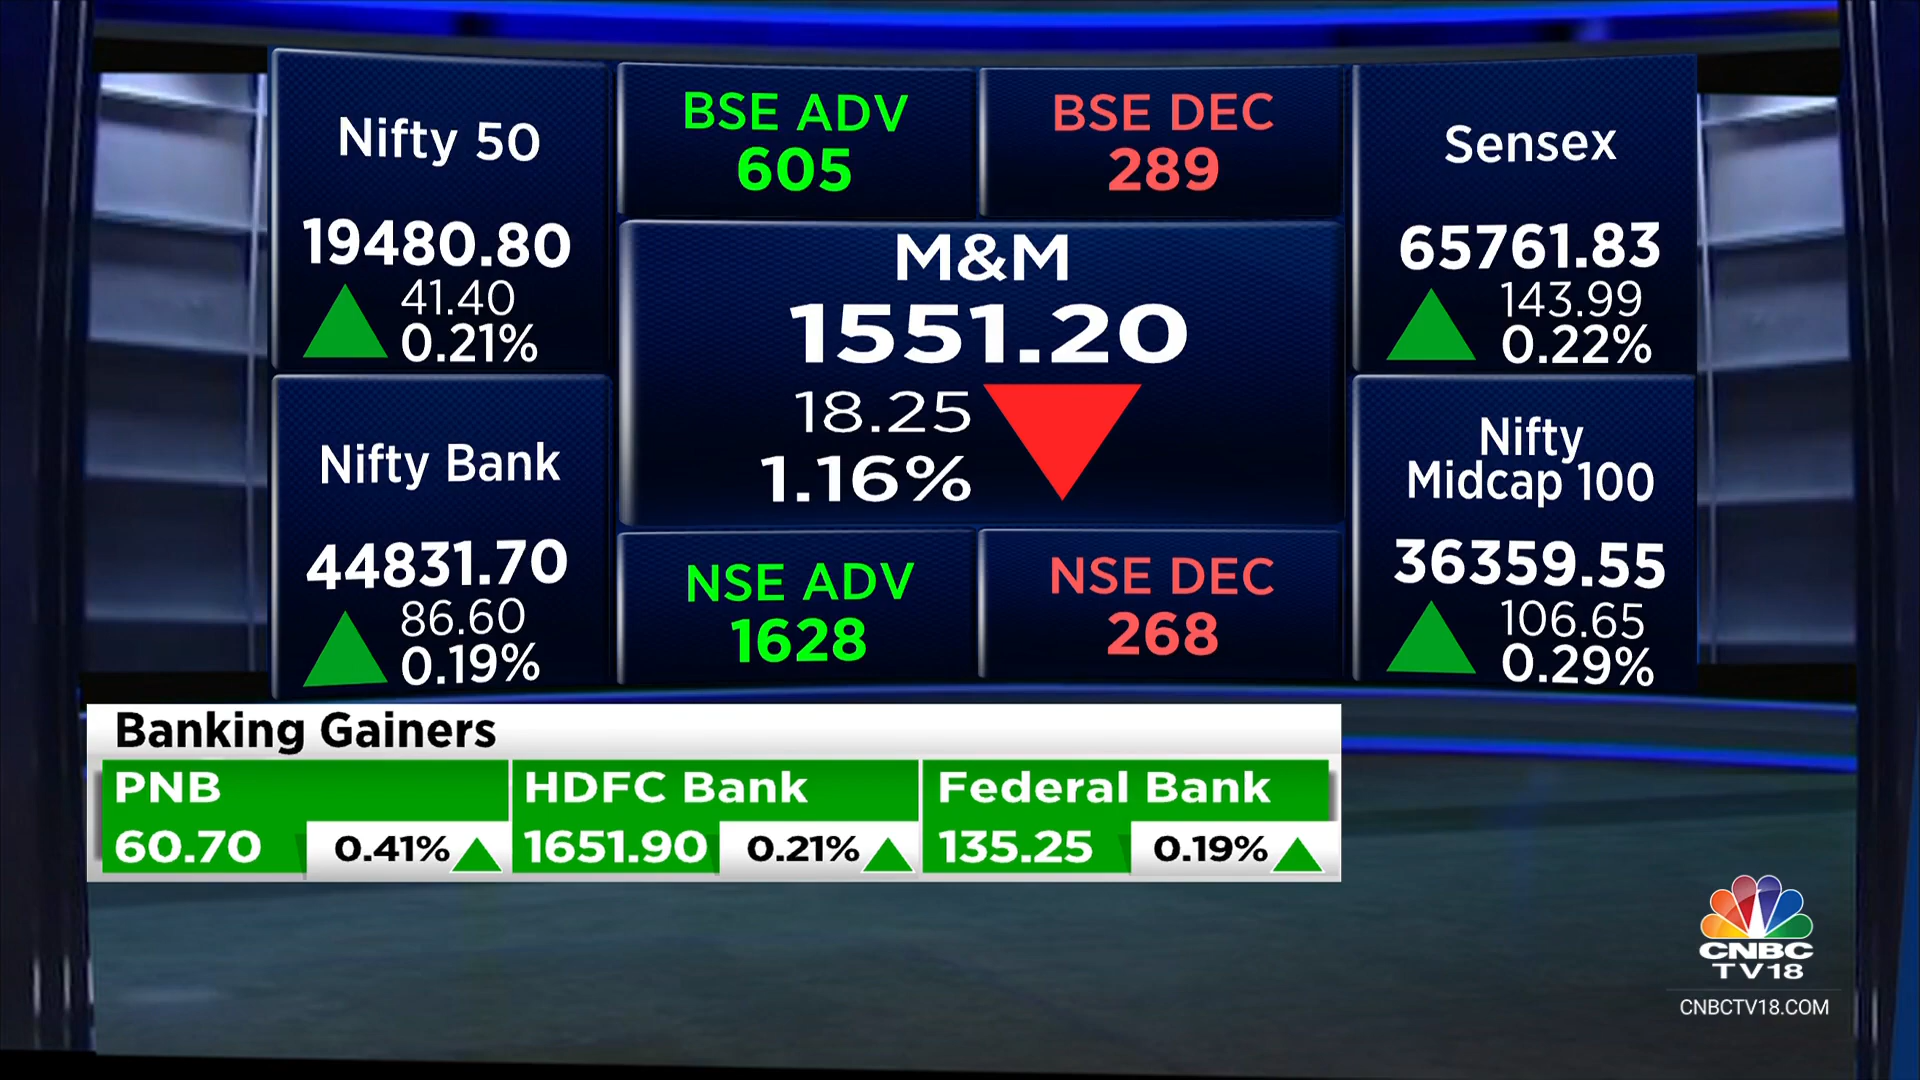 Nifty 50
19480.80
41.40
0.21%
BSE ADV
605
BSE DEC
289
Sensex
65761.83
143.99
0.22%
M&M
1551.20
18.25
1.16%
Nifty Bank
44831.70
86.60
0.19%
NSE ADV
1628
NSE DEC
268
Nifty
Midcap 100
36359.55
106.65
0.29%
Banking Gainers
PNB
60.70 0.41%
HDFC Bank
1651.90 0.21%
Federal Bank
135.25 0.19%
CNBC
TV18
CNBCTV18.COM